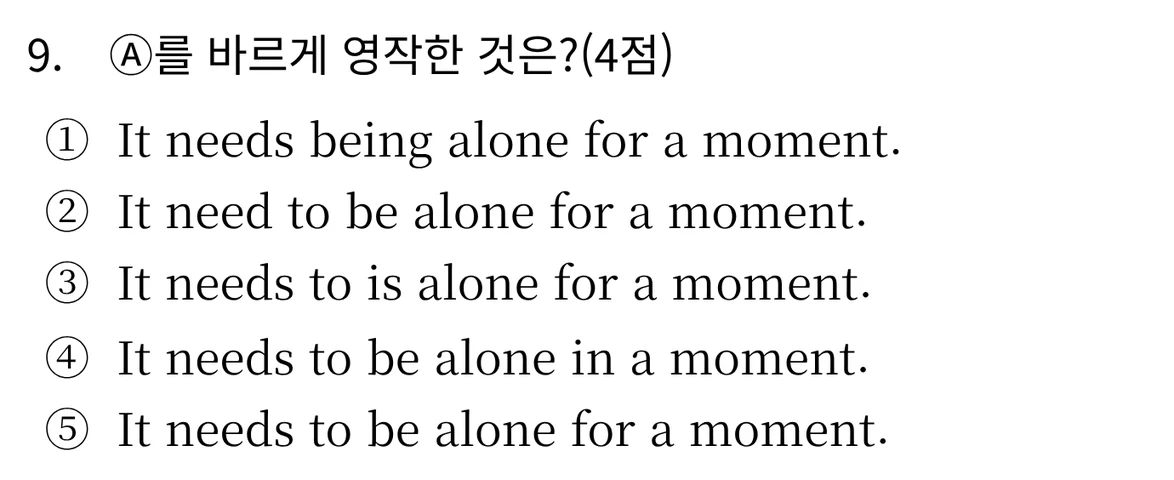 9. Ⓐ를 바르게 영작한 것은?(4점)
① It needs being alone for a moment.
② It need to be alone for a moment.
③ It needs to is alone for a moment.
④ It needs to be alone in a moment.
⑤ It needs to be alone for a moment.